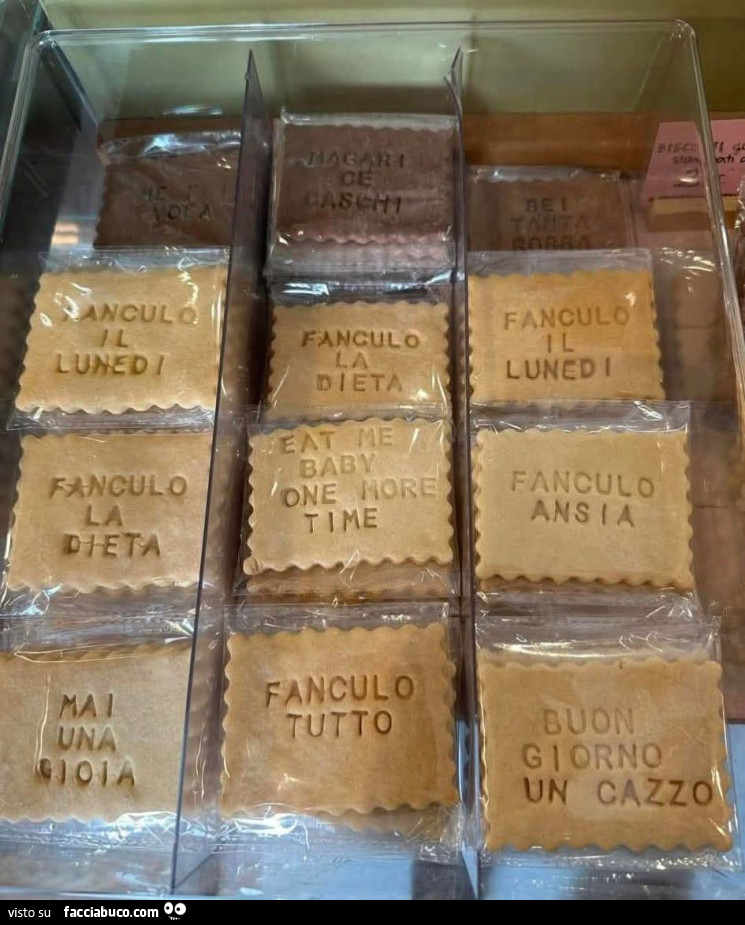 VOLA
MAGARI
CE
CASCHI
SEI
TANTA
ROBBA
BISCOTTI
FANCULO
IL
LUNEDI
FANCULO
LA
DIETA
FANCULO
IL
LUNEDI
FANCULO
LA
DIETA
EAT ME
BABY
ONE MORE
TIME
FANCULO
ANSIA
MAI
UNA
GIOIA
FANCULO
TUTTO
BUON
GIORNO
UN CAZZO
visto su facciabuco.com